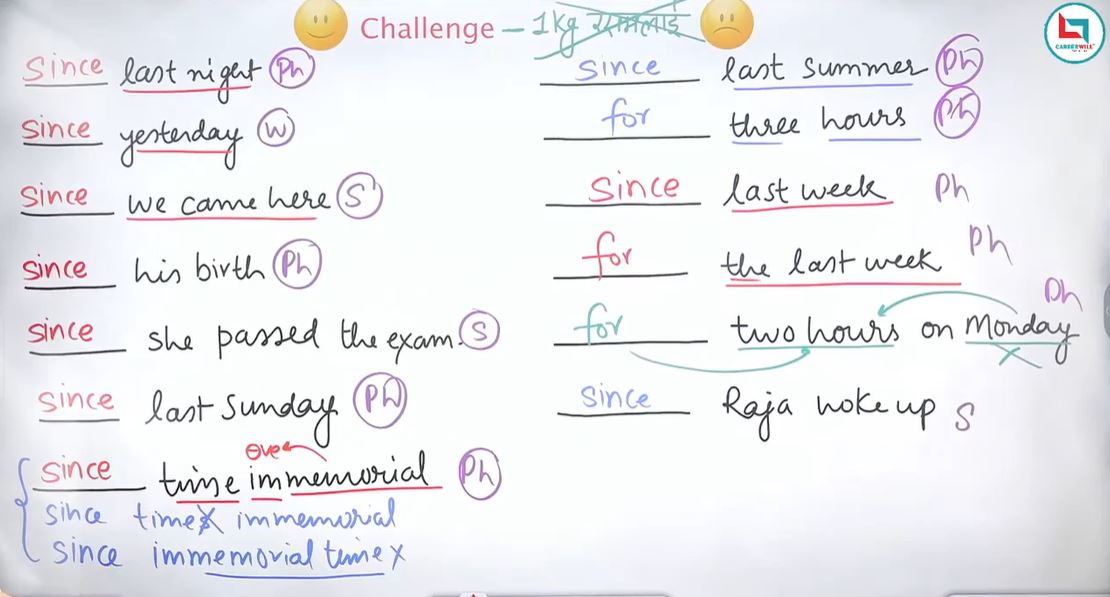 Challenge – 1kg रसमलाई
CAREERWILL
Since last night Ph
since yesterday W
Since we came here S
since his birth Ph
since she passed the exam. S
since last Sunday Ph
since time immemorial Ph
since times immemorial
since immemorial time x
since last summer Ph
for three hours Ph
Since last week Ph
for the last week Ph
for two hours on Monday Ph
since Raja woke up S